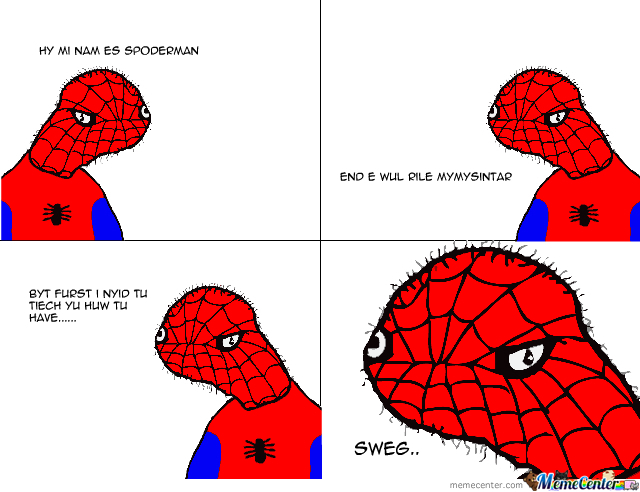 HY MI NAM ES SPODERMAN
END E WUL RILE MYMYSINTAR
BYT FURST I NYID TU
TIECH YU HUW TU
HAVE......
SWEG..
memecenter.com MemeCenter